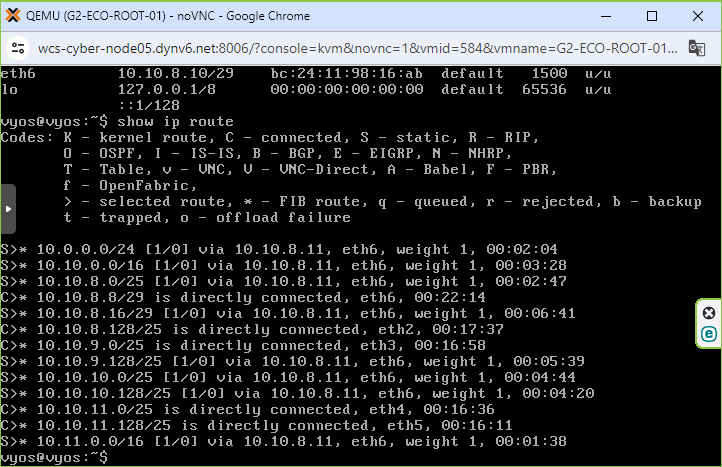 QEMU (G2-ECO-ROOT-01) - noVNC - Google Chrome
wcs-cyber-node05.dynv6.net:8006/?console=kvm&novnc=1&vmid=584&vmname=G2-ECO-ROOT-01...
eth6 10.10.8.10/29 bc:24:11:98:16:ab default 1500 u/u
lo 127.0.0.1/8 00:00:00:00:00:00 default 65536 u/u
::1/128
vyos@vyos:~$ show ip route
Codes: K - kernel route, C - connected, S - static, R - RIP,
O - OSPF, I - IS-IS, B - BGP, E - EIGRP, N - NHRP,
T - Table, v - VNC, V - VNC-Direct, A - Babel, F - PBR,
f - OpenFabric,
> - selected route, * - FIB route, q - queued, r - rejected, b - backup
t - trapped, o - offload failure
S>* 10.0.0.0/24 [1/0] via 10.10.8.11, eth6, weight 1, 00:02:04
S>* 10.10.0.0/16 [1/0] via 10.10.8.11, eth6, weight 1, 00:03:28
S>* 10.10.8.0/25 [1/0] via 10.10.8.11, eth6, weight 1, 00:02:47
C>* 10.10.8.8/29 is directly connected, eth6, 00:22:14
S>* 10.10.8.16/29 [1/0] via 10.10.8.11, eth6, weight 1, 00:06:41
C>* 10.10.8.128/25 is directly connected, eth2, 00:17:37
C>* 10.10.9.0/25 is directly connected, eth3, 00:16:58
S>* 10.10.9.128/25 [1/0] via 10.10.8.11, eth6, weight 1, 00:05:39
S>* 10.10.10.0/25 [1/0] via 10.10.8.11, eth6, weight 1, 00:04:44
S>* 10.10.10.128/25 [1/0] via 10.10.8.11, eth6, weight 1, 00:04:20
C>* 10.10.11.0/25 is directly connected, eth4, 00:16:36
C>* 10.10.11.128/25 is directly connected, eth5, 00:16:11
S>* 10.11.0.0/16 [1/0] via 10.10.8.11, eth6, weight 1, 00:01:38
vyos@vyos:~$